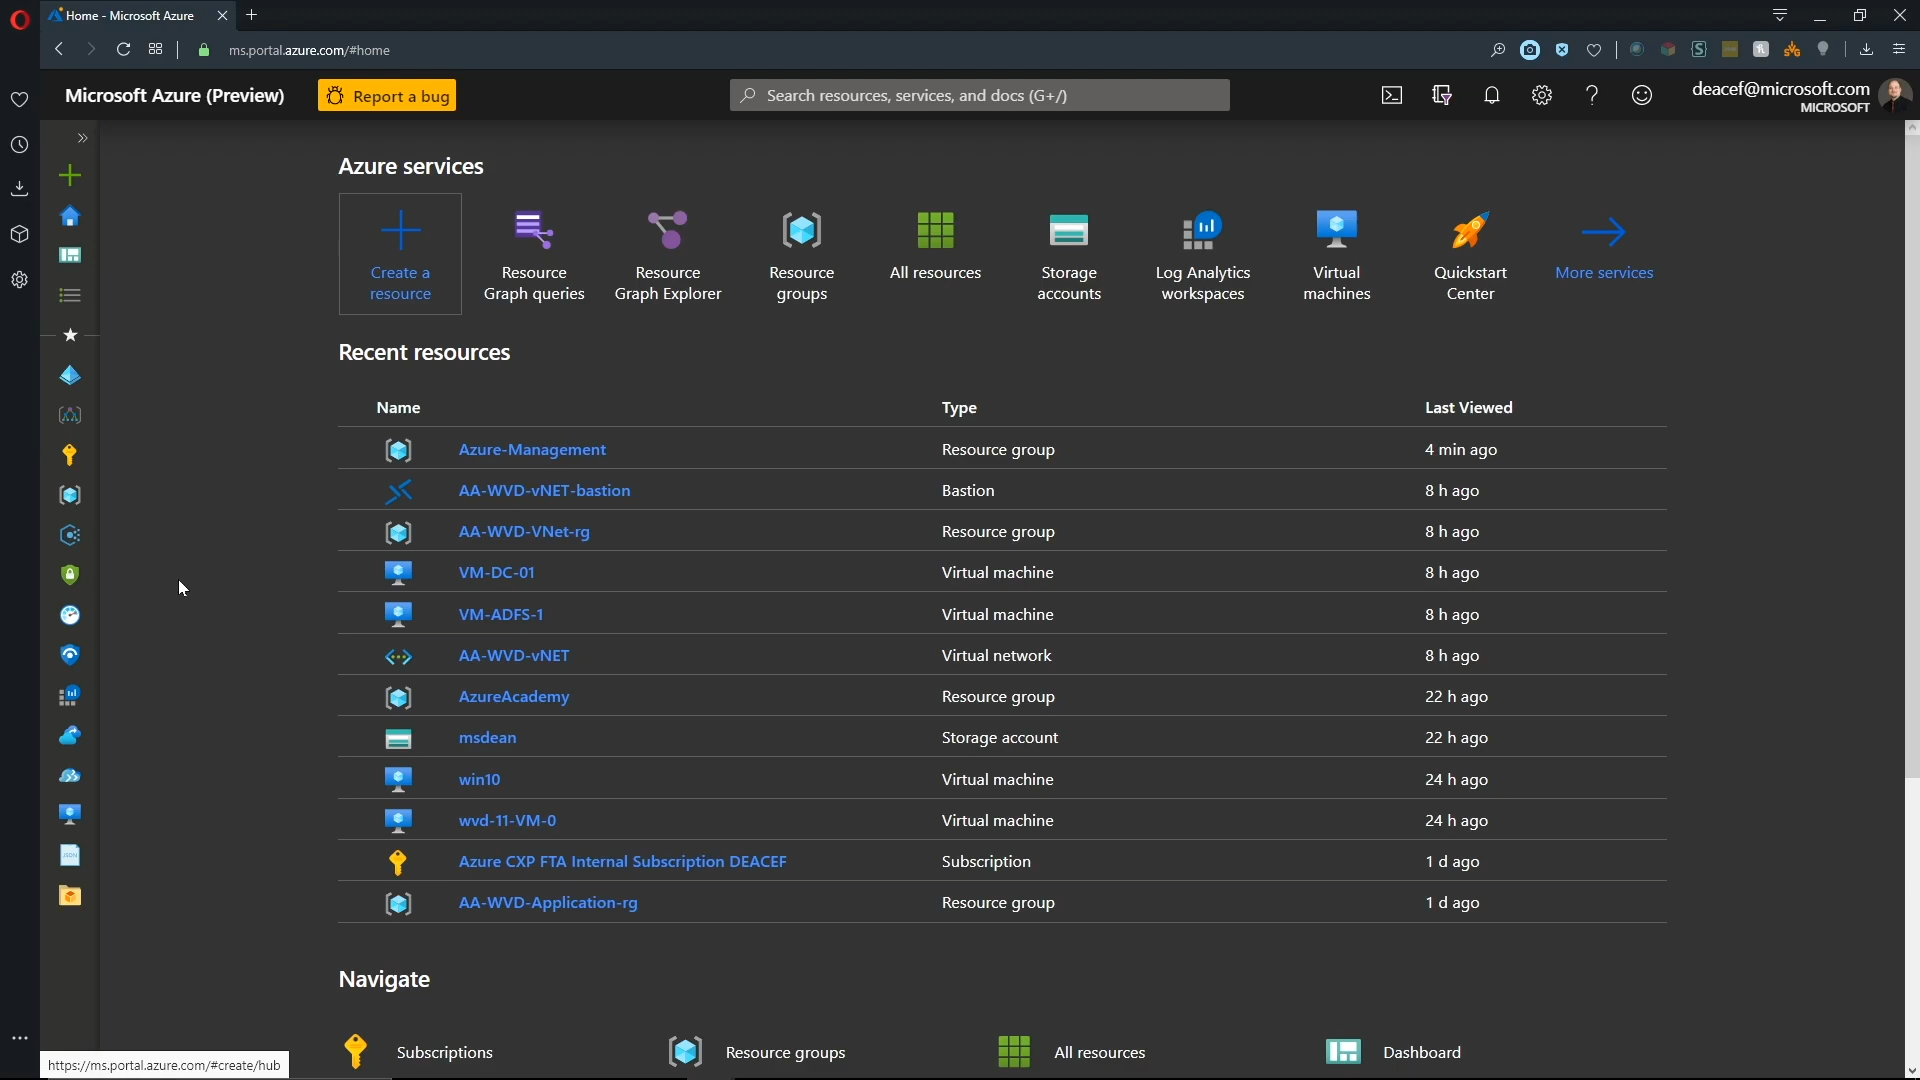 Home - Microsoft Azure
ms.portal.azure.com/#home
Microsoft Azure (Preview)
Report a bug
Search resources, services, and docs (G+/)
deacef@microsoft.com
MICROSOFT
Azure services
Create a
resource
Resource
Graph queries
Resource
Graph Explorer
Resource
groups
All resources
Storage
accounts
Log Analytics
workspaces
Virtual
machines
Quickstart
Center
More services
Recent resources
Name Type Last Viewed
Azure-Management Resource group 4 min ago
AA-WVD-vNET-bastion Bastion 8 h ago
AA-WVD-VNet-rg Resource group 8 h ago
VM-DC-01 Virtual machine 8 h ago
VM-ADFS-1 Virtual machine 8 h ago
AA-WVD-vNET Virtual network 8 h ago
AzureAcademy Resource group 22 h ago
msdean Storage account 22 h ago
win10 Virtual machine 24 h ago
wvd-11-VM-0 Virtual machine 24 h ago
Azure CXP FTA Internal Subscription DEACEF Subscription 1 d ago
AA-WVD-Application-rg Resource group 1 d ago
Navigate
Subscriptions Resource groups All resources Dashboard
https://ms.portal.azure.com/#create/hub